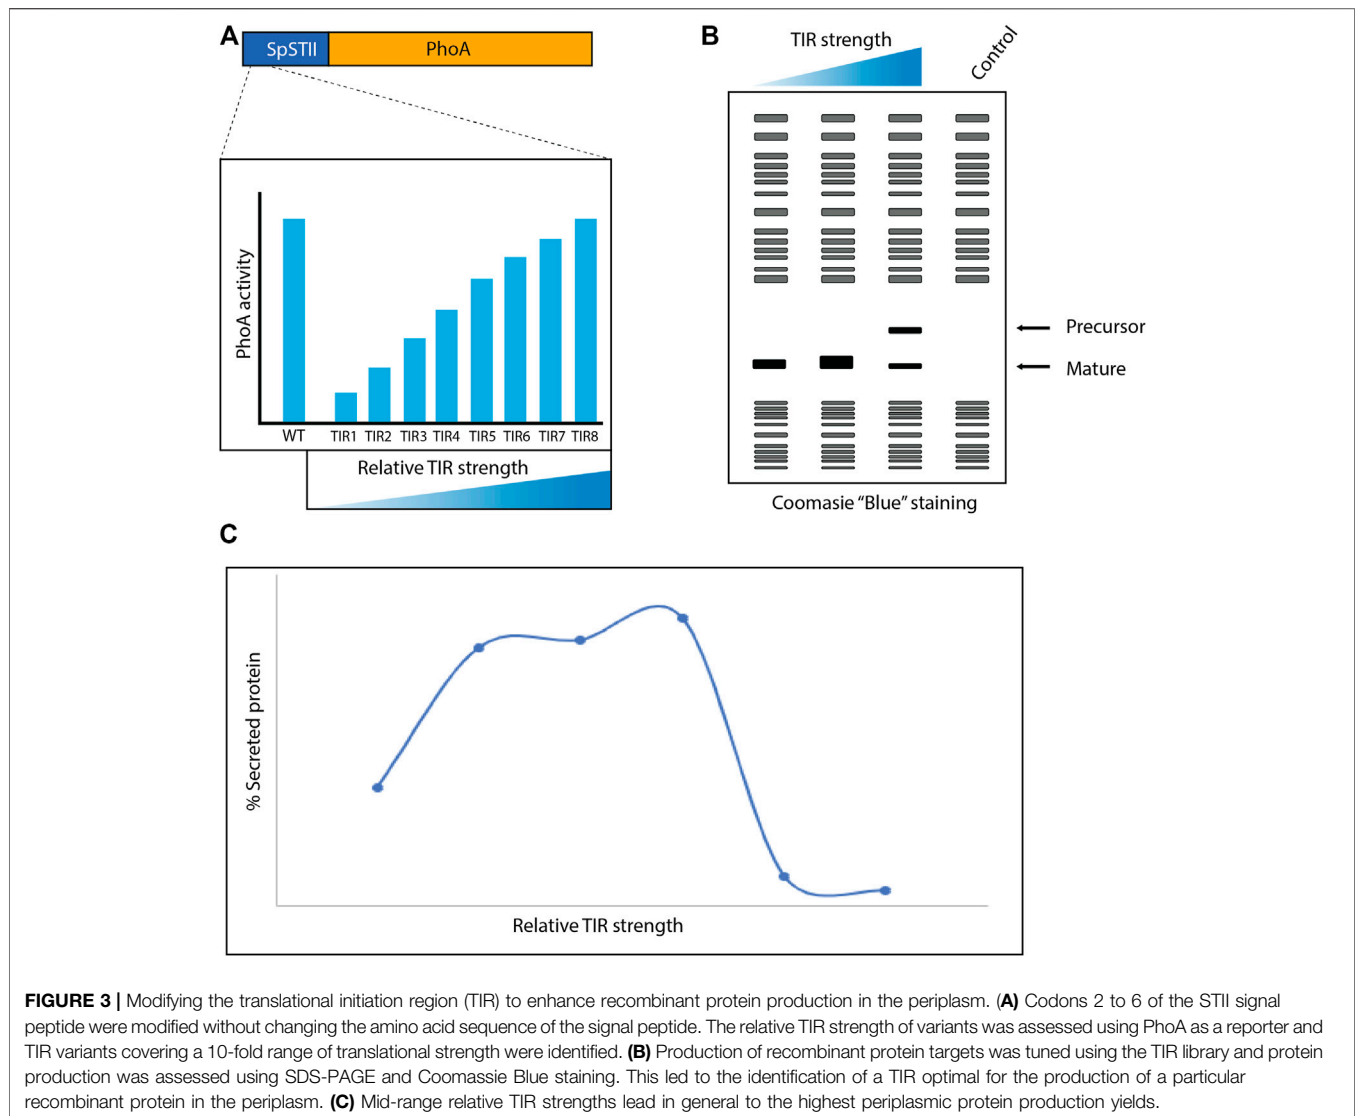 A
SpSTII
PhoA
PhoA activity
WT
TIR1 TIR2 TIR3 TIR4 TIR5 TIR6 TIR7 TIR8
Relative TIR strength
B
TIR strength
Control
Precursor
Mature
Coomasie “Blue” staining
C
% Secreted protein
Relative TIR strength
FIGURE 3 | Modifying the translational initiation region (TIR) to enhance recombinant protein production in the periplasm. (A) Codons 2 to 6 of the STII signal
peptide were modified without changing the amino acid sequence of the signal peptide. The relative TIR strength of variants was assessed using PhoA as a reporter and
TIR variants covering a 10-fold range of translational strength were identified. (B) Production of recombinant protein targets was tuned using the TIR library and protein
production was assessed using SDS-PAGE and Coomassie Blue staining. This led to the identification of a TIR optimal for the production of a particular
recombinant protein in the periplasm. (C) Mid-range relative TIR strengths lead in general to the highest periplasmic protein production yields.